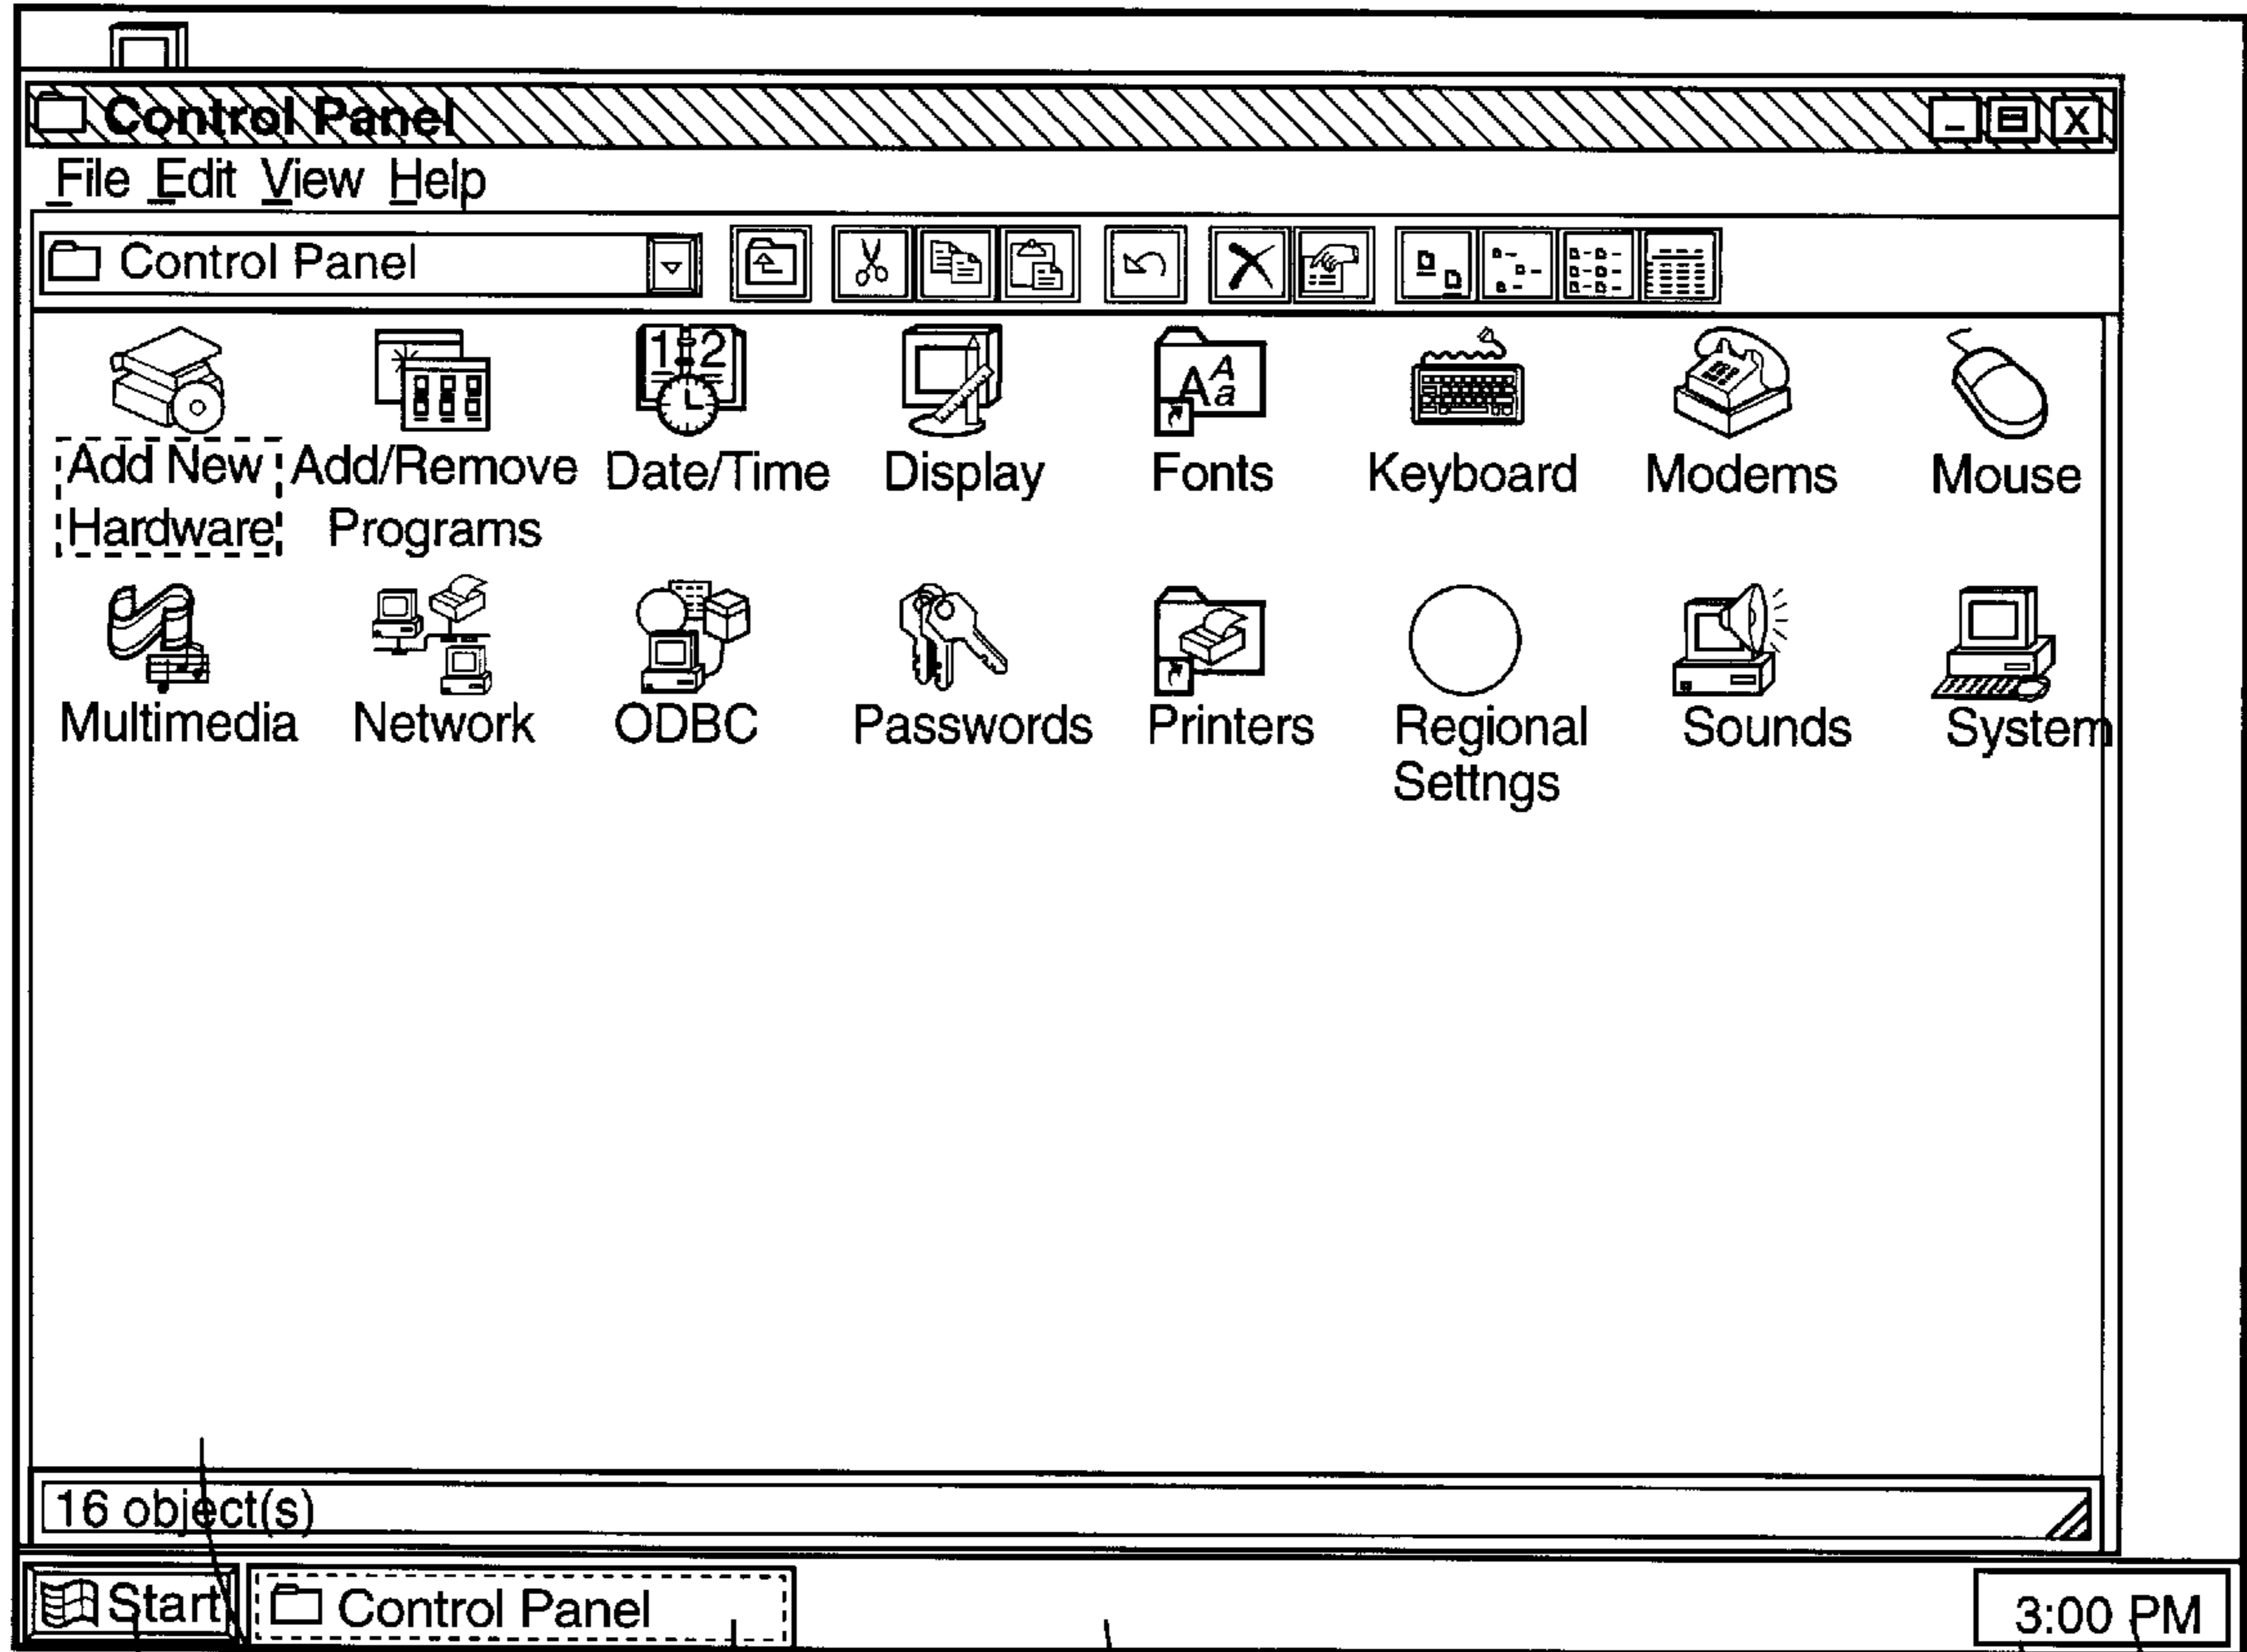 Control Panel
File Edit View Help
Control Panel
1 2
A A a
Add New Add/Remove Date/Time Display Fonts Keyboard Modems Mouse
Hardware Programs
Multimedia Network ODBC Passwords Printers Regional Sounds System
Settngs
16 object(s)
Start Control Panel 3:00 PM